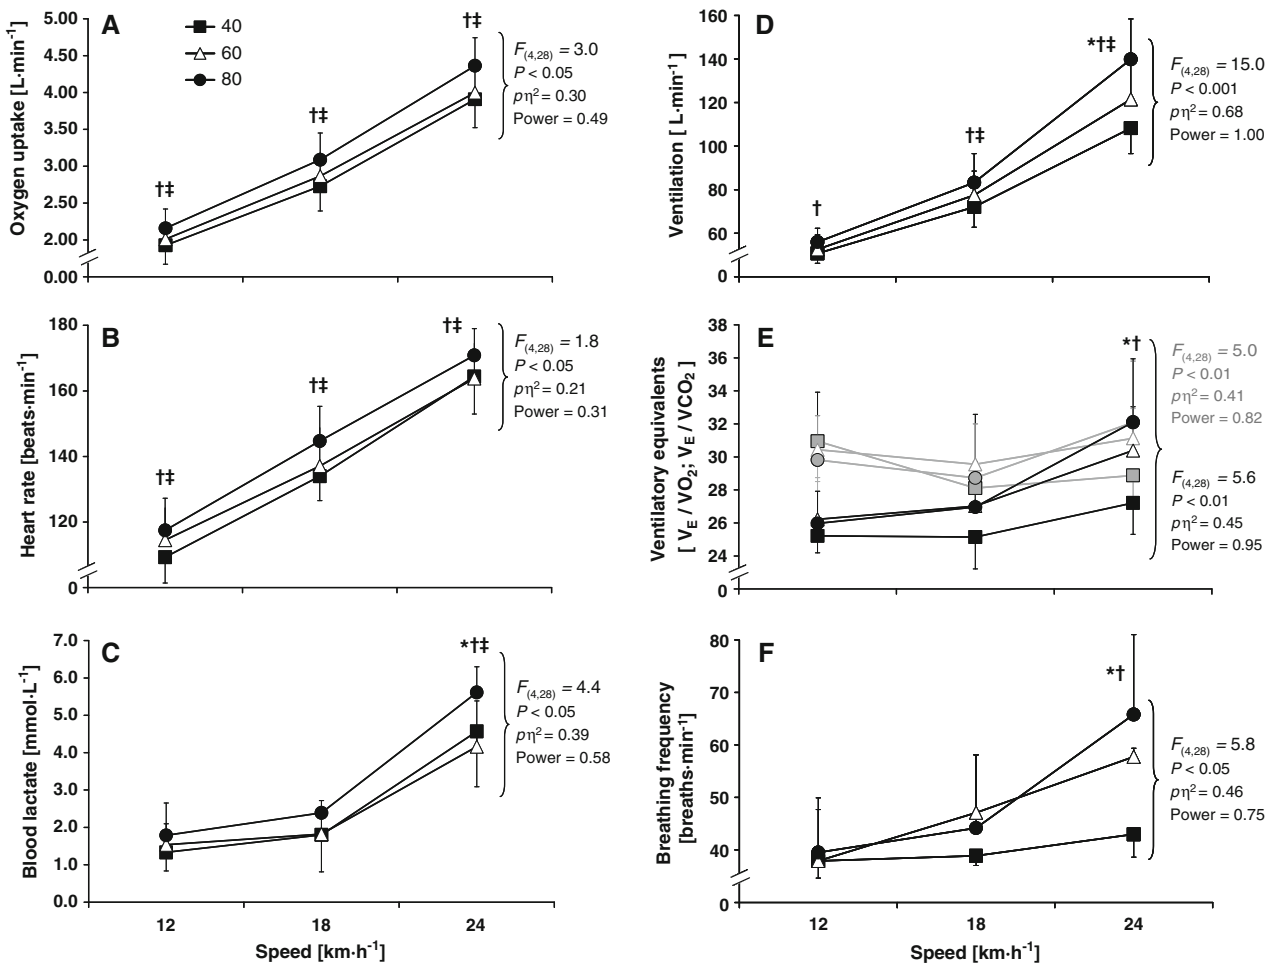 A
Oxygen uptake [L·min⁻¹]
5.00
4.50
4.00
3.50
3.00
2.50
2.00
0.00
40
60
80
†‡
†‡
†‡
F(4,28) = 3.0
P < 0.05
pη² = 0.30
Power = 0.49
B
Heart rate [beats·min⁻¹]
180
160
140
120
0
†‡
†‡
†‡
F(4,28) = 1.8
P < 0.05
pη² = 0.21
Power = 0.31
C
Blood lactate [mmol·L⁻¹]
7.0
6.0
5.0
4.0
3.0
2.0
1.0
0.0
*†‡
F(4,28) = 4.4
P < 0.05
pη² = 0.39
Power = 0.58
12
18
24
Speed [km·h⁻¹]
D
Ventilation [ L·min⁻¹]
160
140
120
100
80
60
0
†
†‡
*†‡
F(4,28) = 15.0
P < 0.001
pη² = 0.68
Power = 1.00
E
Ventilatory equivalents
[ VE / VO2; VE / VCO2 ]
38
36
34
32
30
28
26
24
0
*†
F(4,28) = 5.0
P < 0.01
pη² = 0.41
Power = 0.82
F(4,28) = 5.6
P < 0.01
pη² = 0.45
Power = 0.95
F
Breathing frequency
[breaths·min⁻¹]
80
70
60
50
40
0
*†
F(4,28) = 5.8
P < 0.05
pη² = 0.46
Power = 0.75
12
18
24
Speed [km·h⁻¹]